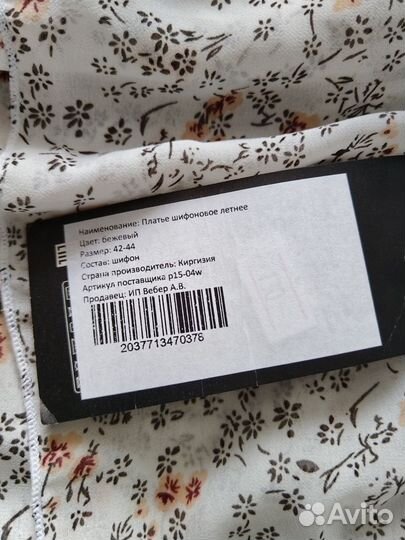 Наименование: Платье шифоновое летнее
Цвет: бежевый
Размер: 42-44
Состав: шифон
Страна производитель: Киргизия
Артикул поставщика p15-04w
Продавец: ИП Вебер А.В.
2037713470376
Avito